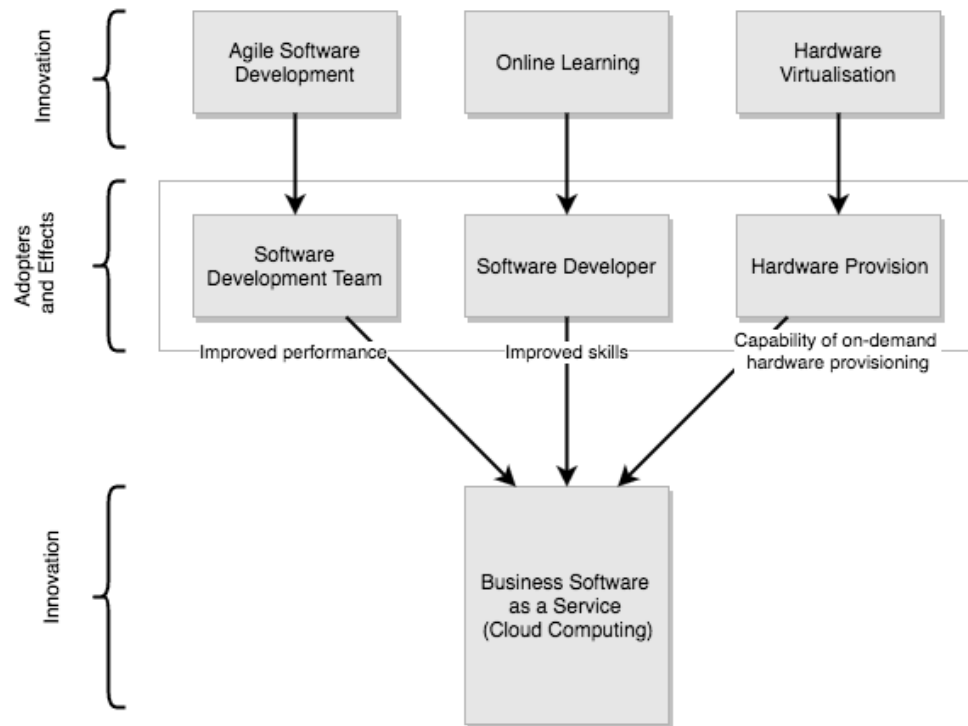 Innovation
Agile Software
Development
Online Learning
Hardware
Virtualisation
Adopters
and Effects
Software
Development Team
Software Developer
Hardware Provision
Improved performance
Improved skills
Capability of on-demand
hardware provisioning
Innovation
Business Software
as a Service
(Cloud Computing)